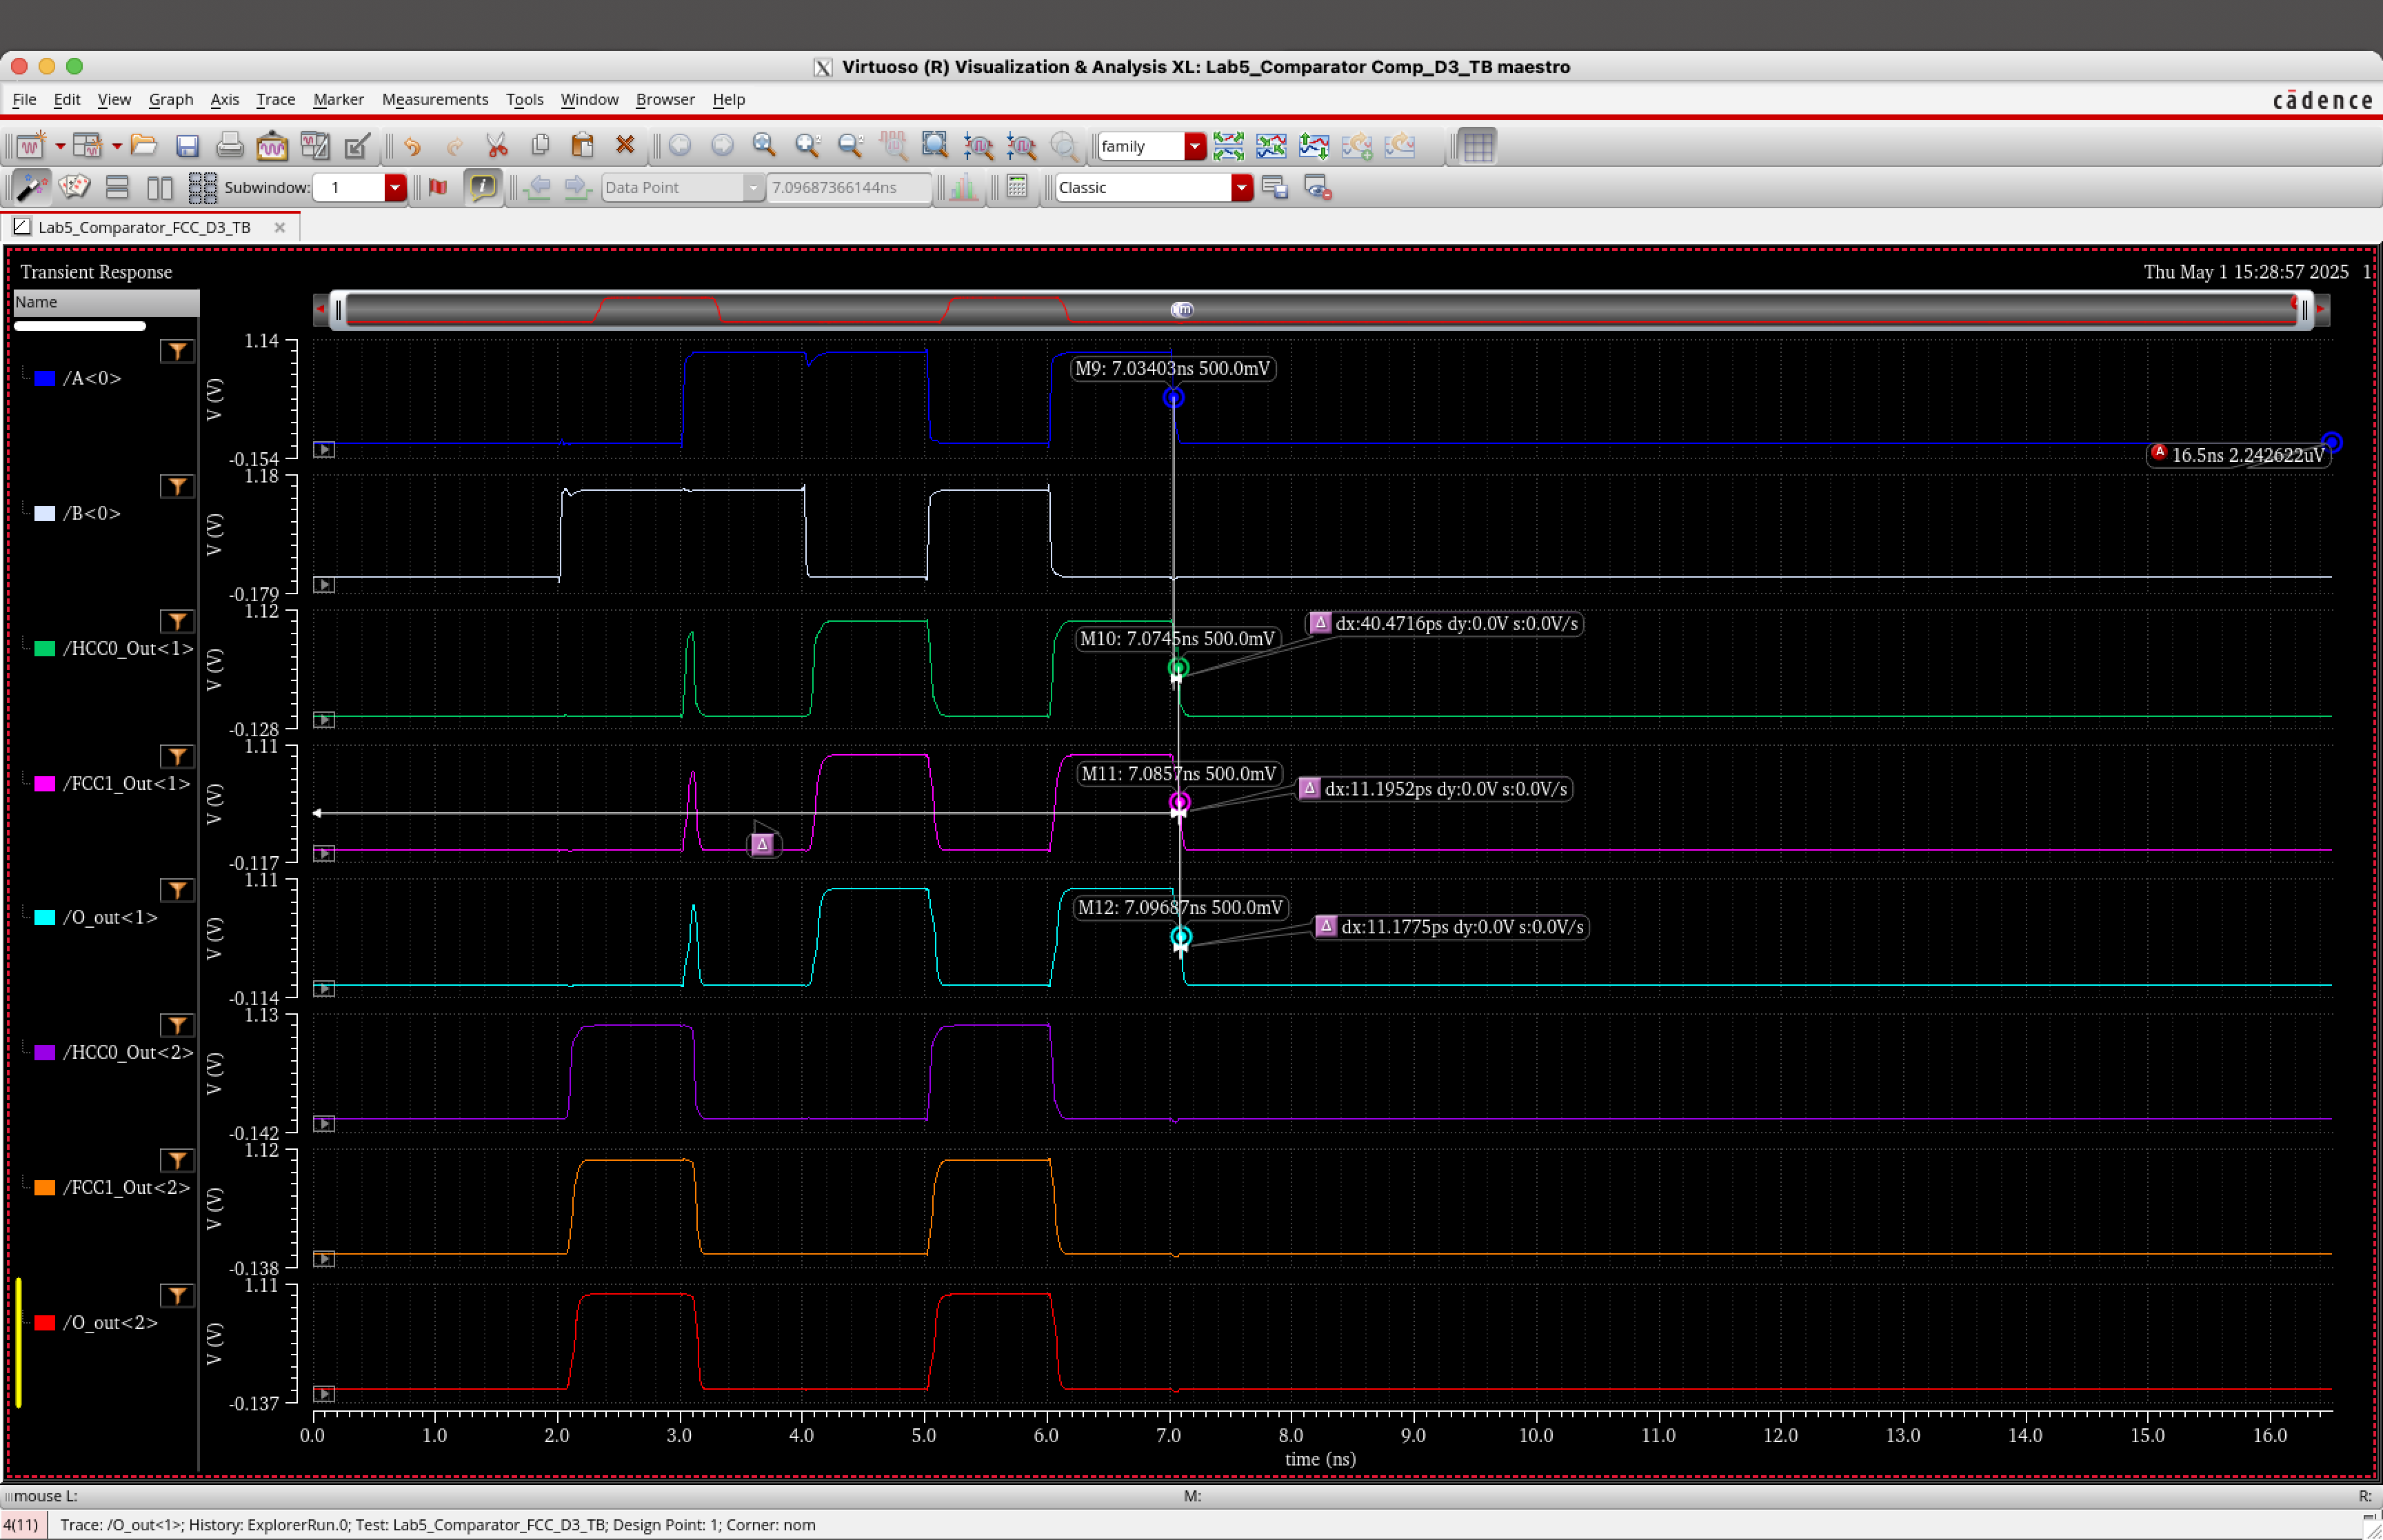 Virtuoso (R) Visualization & Analysis XL: Lab5_Comparator Comp_D3_TB maestro
File Edit View Graph Axis Trace Marker Measurements Tools Window Browser Help
cādence
family
Subwindow: 1
Data Point
7.09687366144ns
Classic
Lab5_Comparator_FCC_D3_TB
Transient Response
Thu May 1 15:28:57 2025 1
Name
/A<0>
V (V)
1.14
-0.154
M9: 7.03403ns 500.0mV
A 16.5ns 2.242622uV
/B<0>
V (V)
1.18
-0.179
/HCC0_Out<1>
V (V)
1.12
-0.128
M10: 7.0745ns 500.0mV
Δ dx:40.4716ps dy:0.0V s:0.0V/s
/FCC1_Out<1>
V (V)
1.11
-0.117
M11: 7.0857ns 500.0mV
Δ dx:11.1952ps dy:0.0V s:0.0V/s
Δ
/O_out<1>
V (V)
1.11
-0.114
M12: 7.09687ns 500.0mV
Δ dx:11.1775ps dy:0.0V s:0.0V/s
/HCC0_Out<2>
V (V)
1.13
-0.142
/FCC1_Out<2>
V (V)
1.12
-0.138
/O_out<2>
V (V)
1.11
-0.137
0.0 1.0 2.0 3.0 4.0 5.0 6.0 7.0 8.0 9.0 10.0 11.0 12.0 13.0 14.0 15.0 16.0
time (ns)
mouse L: M: R:
4(11) Trace: /O_out<1>; History: ExplorerRun.0; Test: Lab5_Comparator_FCC_D3_TB; Design Point: 1; Corner: nom